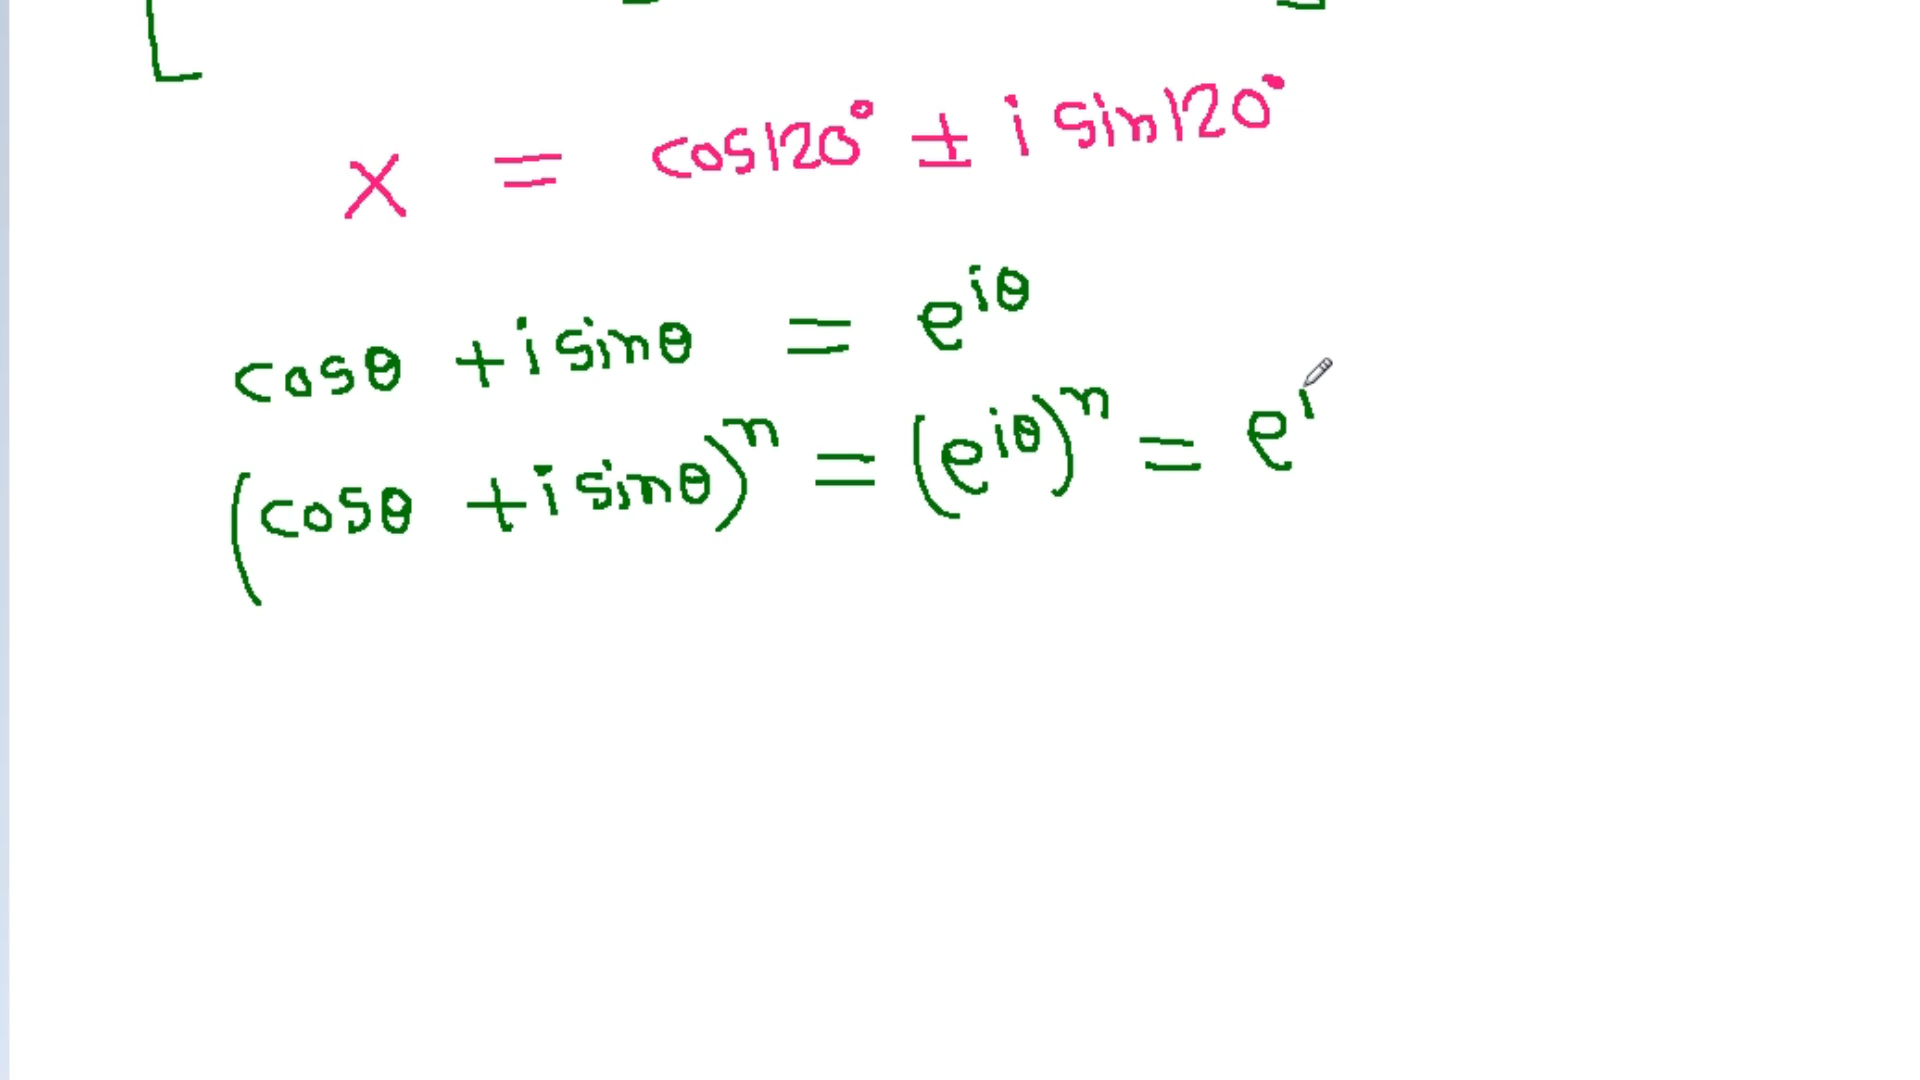 x = cos120° ± i sin120°
cosθ + i sinθ = e^{iθ}
(cosθ + i sinθ)^n = (e^{iθ})^n = e^{i